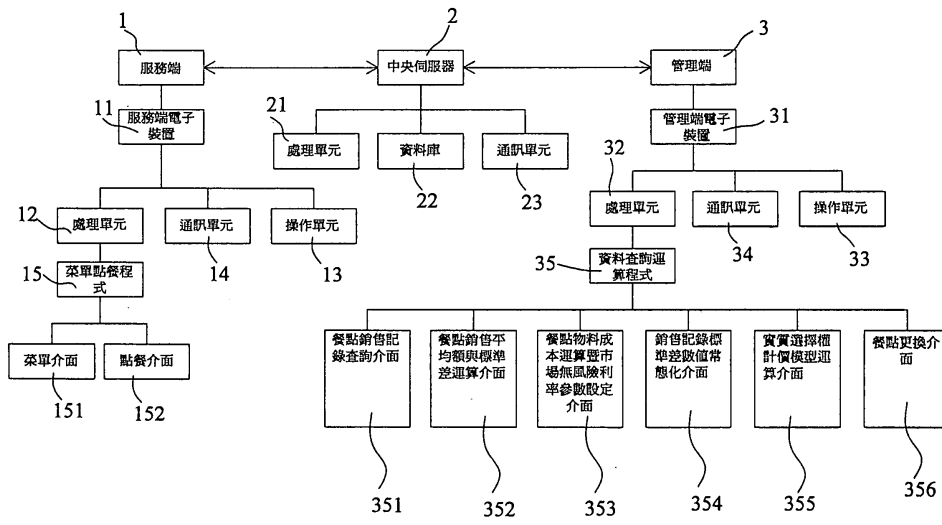 1
2
3
服務端
中央伺服器
管理端
11
服務端電子
裝置
21
處理單元
資料庫
通訊單元
22
23
管理端電子
裝置
31
12
處理單元
通訊單元
操作單元
14
13
32
處理單元
通訊單元
操作單元
34
33
15
菜單點餐程
式
35
資料查詢運
算程式
菜單介面
點餐介面
151
152
餐點銷售記
錄查詢介面
餐點銷售平
均額與標準
差運算介面
餐點物料成
本運算暨市
場無風險利
率參數設定
介面
銷售記錄標
準差數值常
態化介面
實質選擇權
計價模型運
算介面
餐點更換介
面
351
352
353
354
355
356